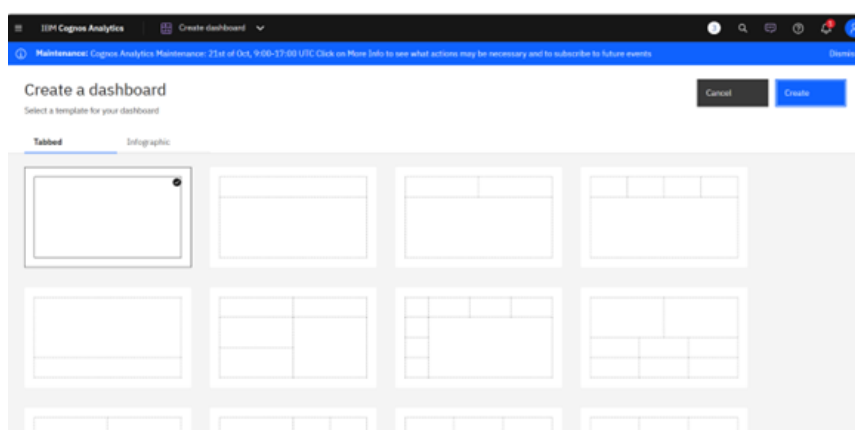 IBM Cognos Analytics
Create dashboard
3
Maintenance: Cognos Analytics Maintenance: 21st of Oct, 9:00-17:00 UTC Click on More Info to see what actions may be necessary and to subscribe to future events
Dismiss
Create a dashboard
Cancel
Create
Select a template for your dashboard
Tabbed
Infographic